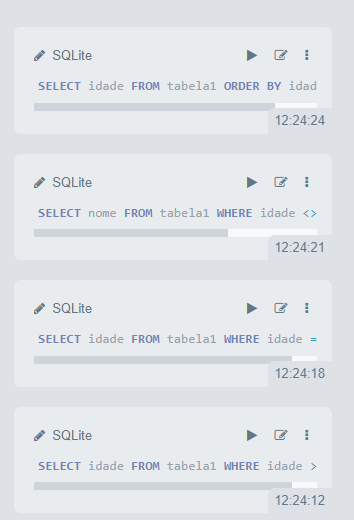 SQLite
SELECT idade FROM tabela1 ORDER BY idad
12:24:24
SQLite
SELECT nome FROM tabela1 WHERE idade <>
12:24:21
SQLite
SELECT idade FROM tabela1 WHERE idade =
12:24:18
SQLite
SELECT idade FROM tabela1 WHERE idade >
12:24:12